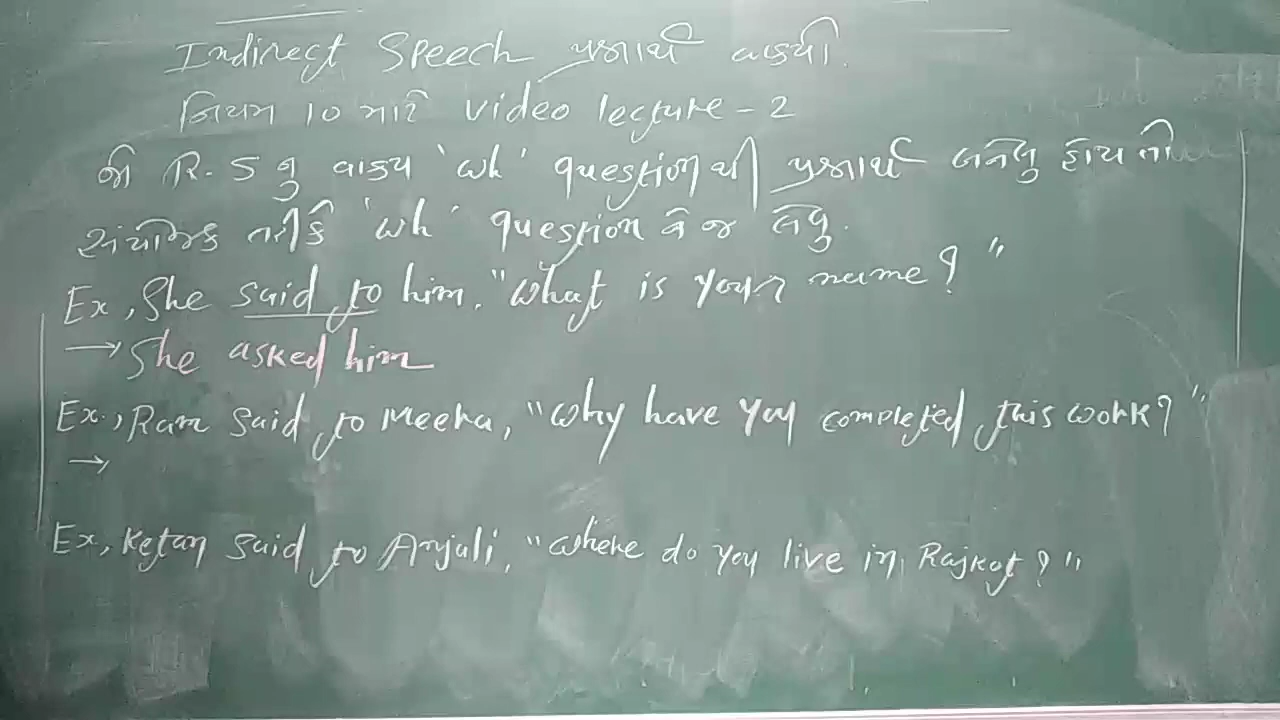 Indirect Speech પ્રશ્નાર્થ વાક્યો.
નિયમ 10 માટે video lecture - 2
જો R.S નુ વાક્ય 'wh' question થી પ્રશ્નાર્થ બનેલુ હોય તો
સંયોજક તરીકે 'wh' question ને જ લેવુ.
Ex, She said to him, "What is your name? "
→ She asked him
Ex., Ram said to Meera, "Why have you completed this work? "
→
Ex, Ketan said to Anjali, "Where do you live in Rajkot ? "